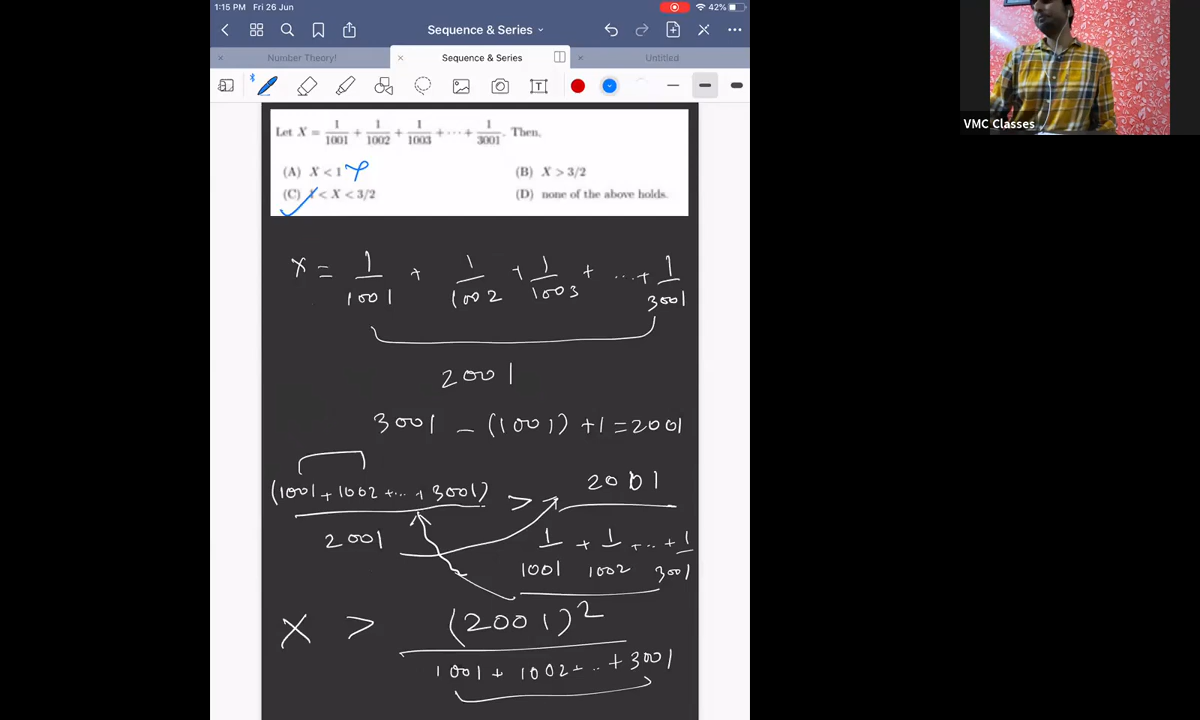 1:15 PM Fri 26 Jun
42%
Sequence & Series
Number Theory!
Sequence & Series
Untitled
VMC Classes
Let X = 1/1001 + 1/1002 + 1/1003 + ··· + 1/3001. Then,
(A) X < 1
(B) X > 3/2
(C) 1 < X < 3/2
(D) none of the above holds.
X = 1/1001 + 1/1002 + 1/1003 + ... + 1/3001
2001
3001 - (1001) + 1 = 2001
(1001 + 1002 + ... + 3001)/2001 > 2001/(1/1001 + 1/1002 + ... + 1/3001)
X > (2001)²/(1001 + 1002 + .. + 3001)